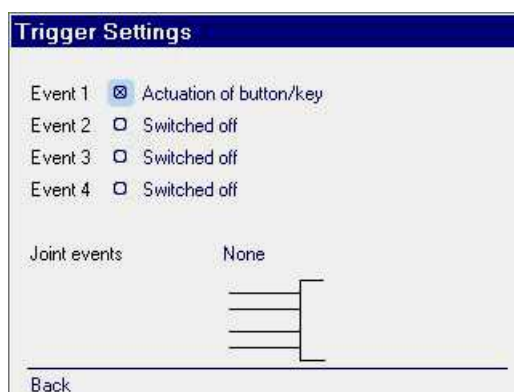 Trigger Settings
Event 1 Actuation of button/key
Event 2 Switched off
Event 3 Switched off
Event 4 Switched off
Joint events None
Back